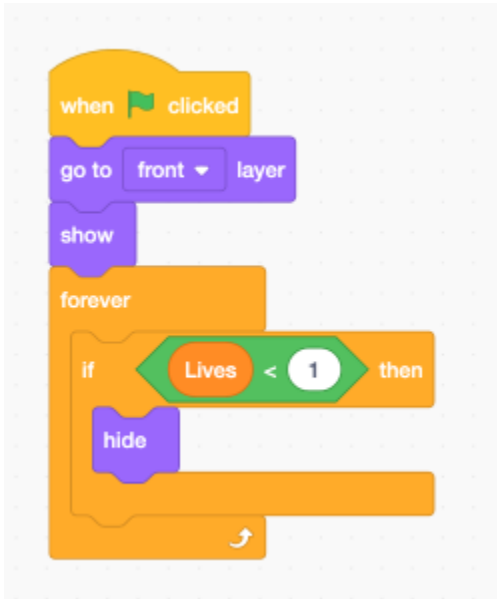 when clicked
go to front layer
show
forever
if Lives < 1 then
hide